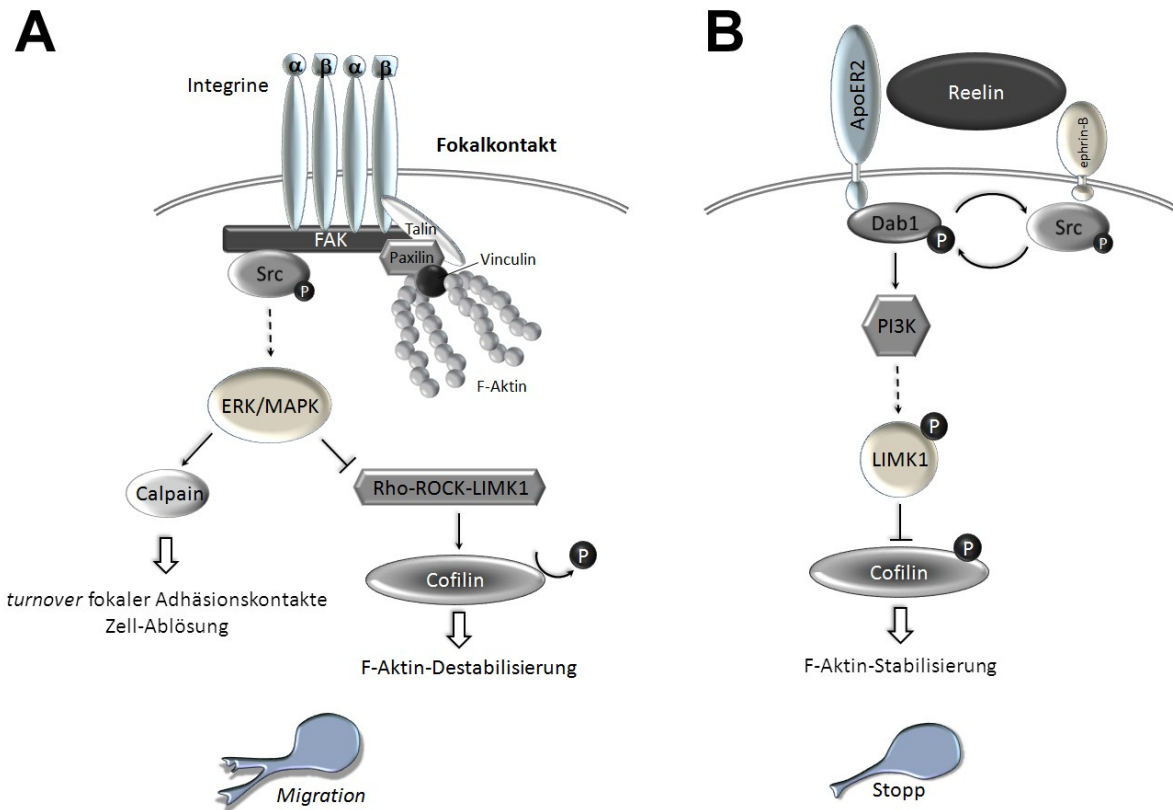 A
α β α β
Integrine
Fokalkontakt
Talin
FAK
Paxilin
Vinculin
Src
P
F-Aktin
ERK/MAPK
Calpain
Rho-ROCK-LIMK1
P
Cofilin
turnover fokaler Adhäsionskontakte
Zell-Ablösung
F-Aktin-Destabilisierung
Migration
B
ApoER2
Reelin
ephrin-B
Dab1
P
Src
P
PI3K
P
LIMK1
P
Cofilin
F-Aktin-Stabilisierung
Stopp